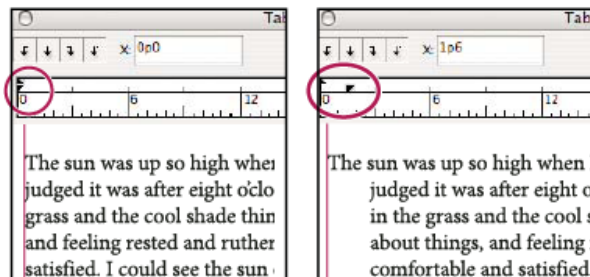 Tab
X: 0p0
0 6 12
The sun was up so high when
judged it was after eight o'clo
grass and the cool shade thin
and feeling rested and ruther
satisfied. I could see the sun
Tab
X: 1p6
0 6 12
The sun was up so high when
judged it was after eight o
in the grass and the cool s
about things, and feeling
comfortable and satisfied